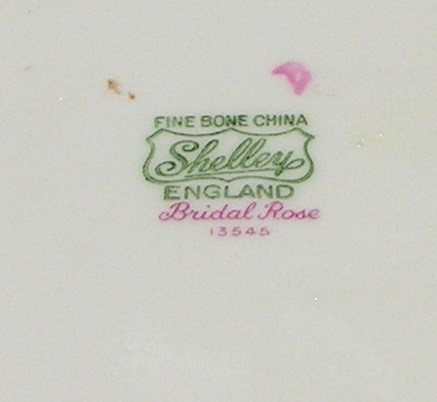 FINE BONE CHINA
Shelley
ENGLAND
Bridal Rose
13545